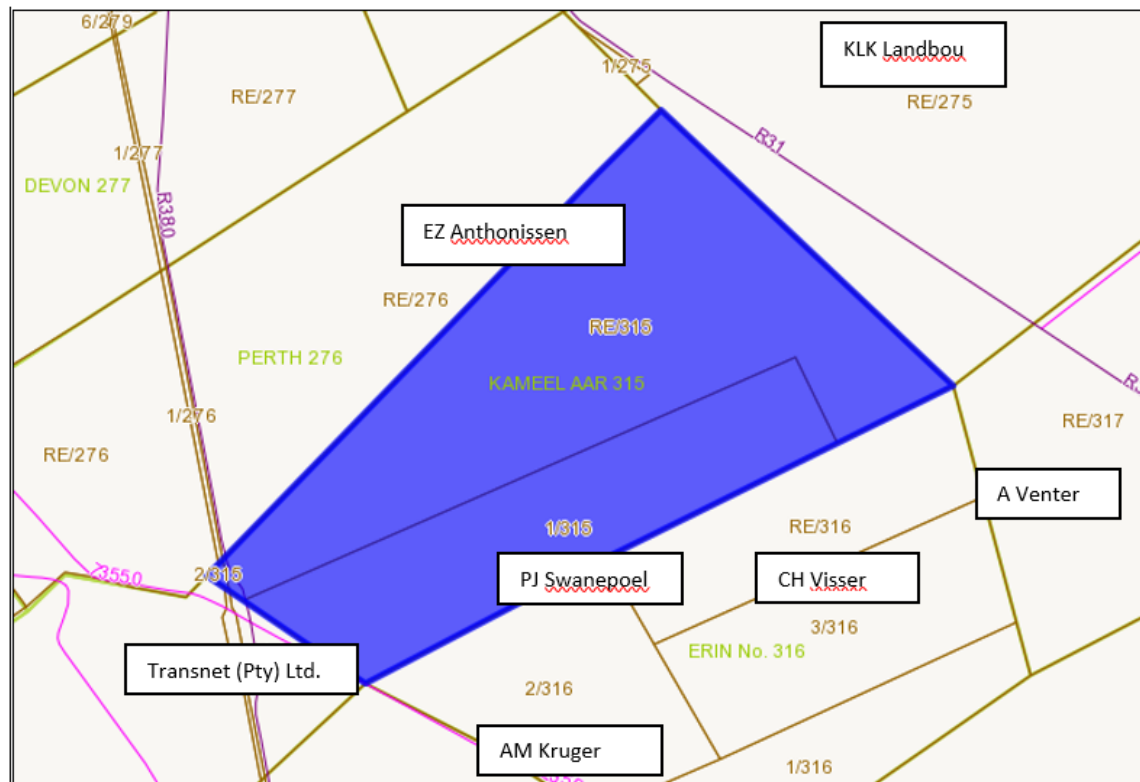 6/279
KLK Landbou
1/275
RE/277
RE/275
R31
1/277
DEVON 277
R380
EZ Anthonissen
RE/276
RE/315
PERTH 276
KAMEEL AAR 315
1/276
RE/317
RE/276
A Venter
1/315
RE/316
2/315
PJ Swanepoel
CH Visser
3/316
ERIN No. 316
Transnet (Pty) Ltd.
2/316
AM Kruger
1/316